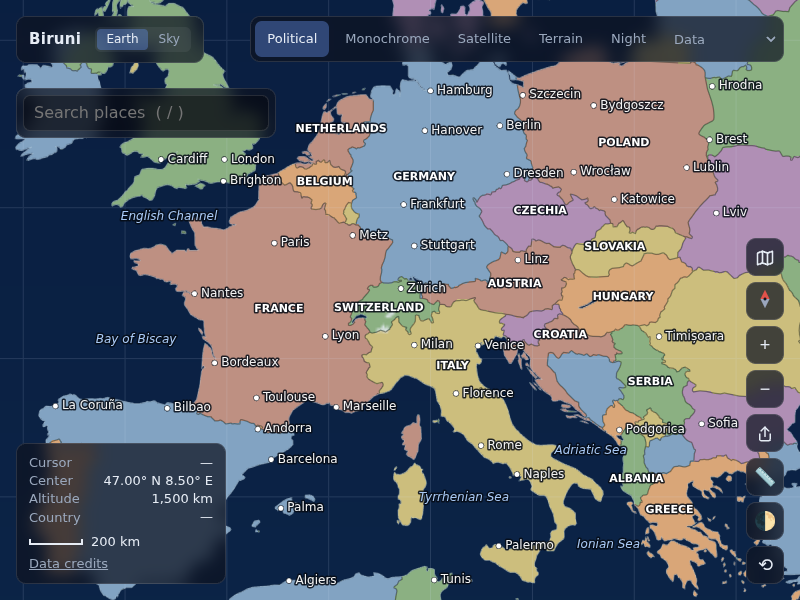 Biruni
Earth
Sky
Political
Monochrome
Satellite
Terrain
Night
Data
Search places ( / )
Hamburg
Szczecin
Bydgoszcz
Hrodna
NETHERLANDS
Hanover
Berlin
POLAND
Brest
Cardiff
London
Brighton
BELGIUM
GERMANY
Dresden
Wrocław
Lublin
Frankfurt
CZECHIA
Katowice
Lviv
English Channel
Paris
Metz
Stuttgart
SLOVAKIA
Linz
AUSTRIA
Nantes
Zürich
HUNGARY
FRANCE
SWITZERLAND
Bay of Biscay
Lyon
Milan
Venice
CROATIA
Timișoara
Bordeaux
ITALY
SERBIA
Toulouse
Florence
La Coruña
Bilbao
Marseille
Andorra
Rome
Adriatic Sea
Podgorica
Sofia
Barcelona
Naples
ALBANIA
Palma
Tyrrhenian Sea
GREECE
Palermo
Ionian Sea
Algiers
Tunis
Cursor —
Center 47.00° N 8.50° E
Altitude 1,500 km
Country —
200 km
Data credits
+
−